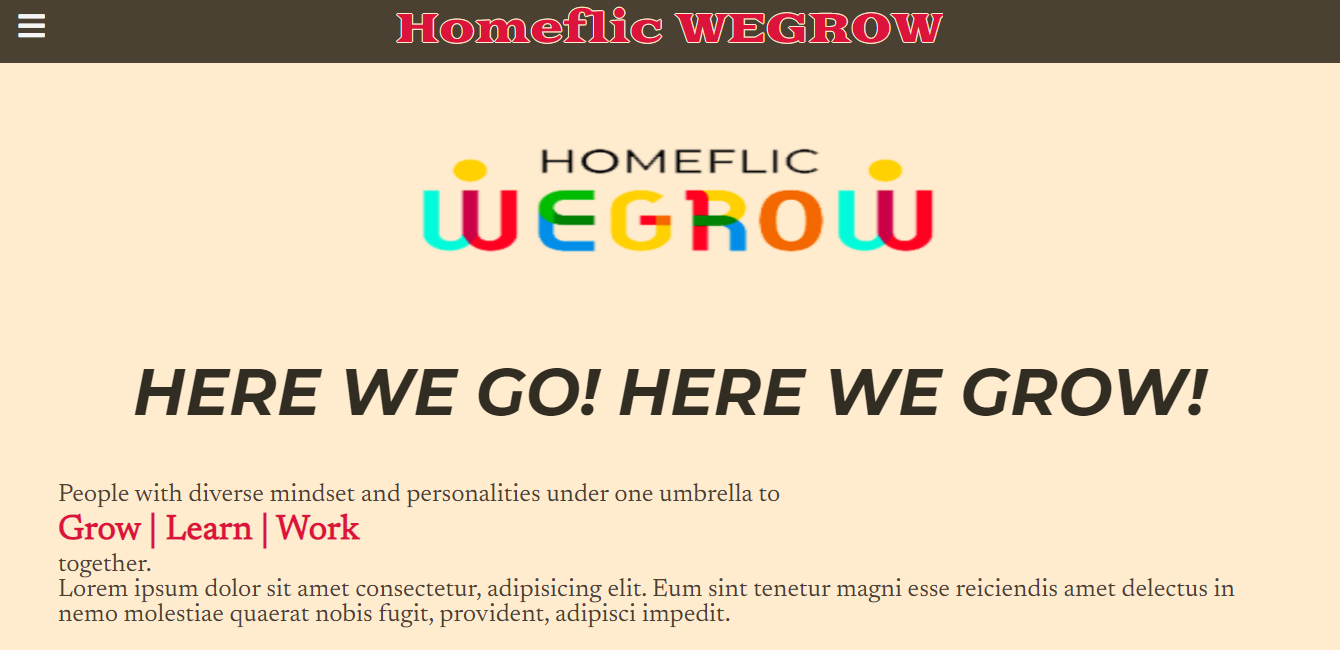 Homeflic WEGROW
HOMEFLIC
WEGROW
HERE WE GO! HERE WE GROW!
People with diverse mindset and personalities under one umbrella to
Grow | Learn | Work
together.
Lorem ipsum dolor sit amet consectetur, adipisicing elit. Eum sint tenetur magni esse reiciendis amet delectus in
nemo molestiae quaerat nobis fugit, provident, adipisci impedit.